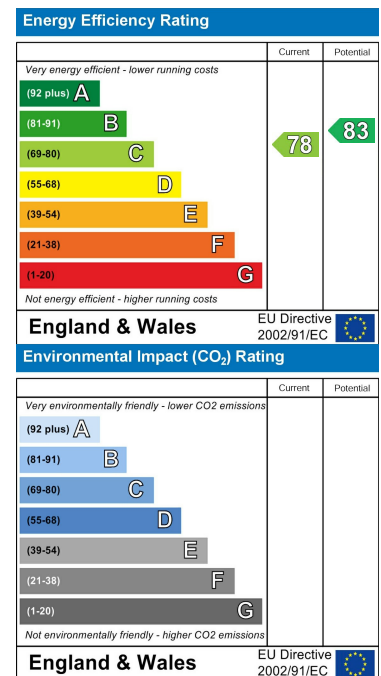 Energy Efficiency Rating
Current Potential
Very energy efficient - lower running costs
(92 plus) A
(81-91) B
(69-80) C
(55-68) D
(39-54) E
(21-38) F
(1-20) G
78
83
Not energy efficient - higher running costs
England & Wales
EU Directive
2002/91/EC
Environmental Impact (CO₂) Rating
Current Potential
Very environmentally friendly - lower CO2 emissions
(92 plus) A
(81-91) B
(69-80) C
(55-68) D
(39-54) E
(21-38) F
(1-20) G
Not environmentally friendly - higher CO2 emissions
England & Wales
EU Directive
2002/91/EC